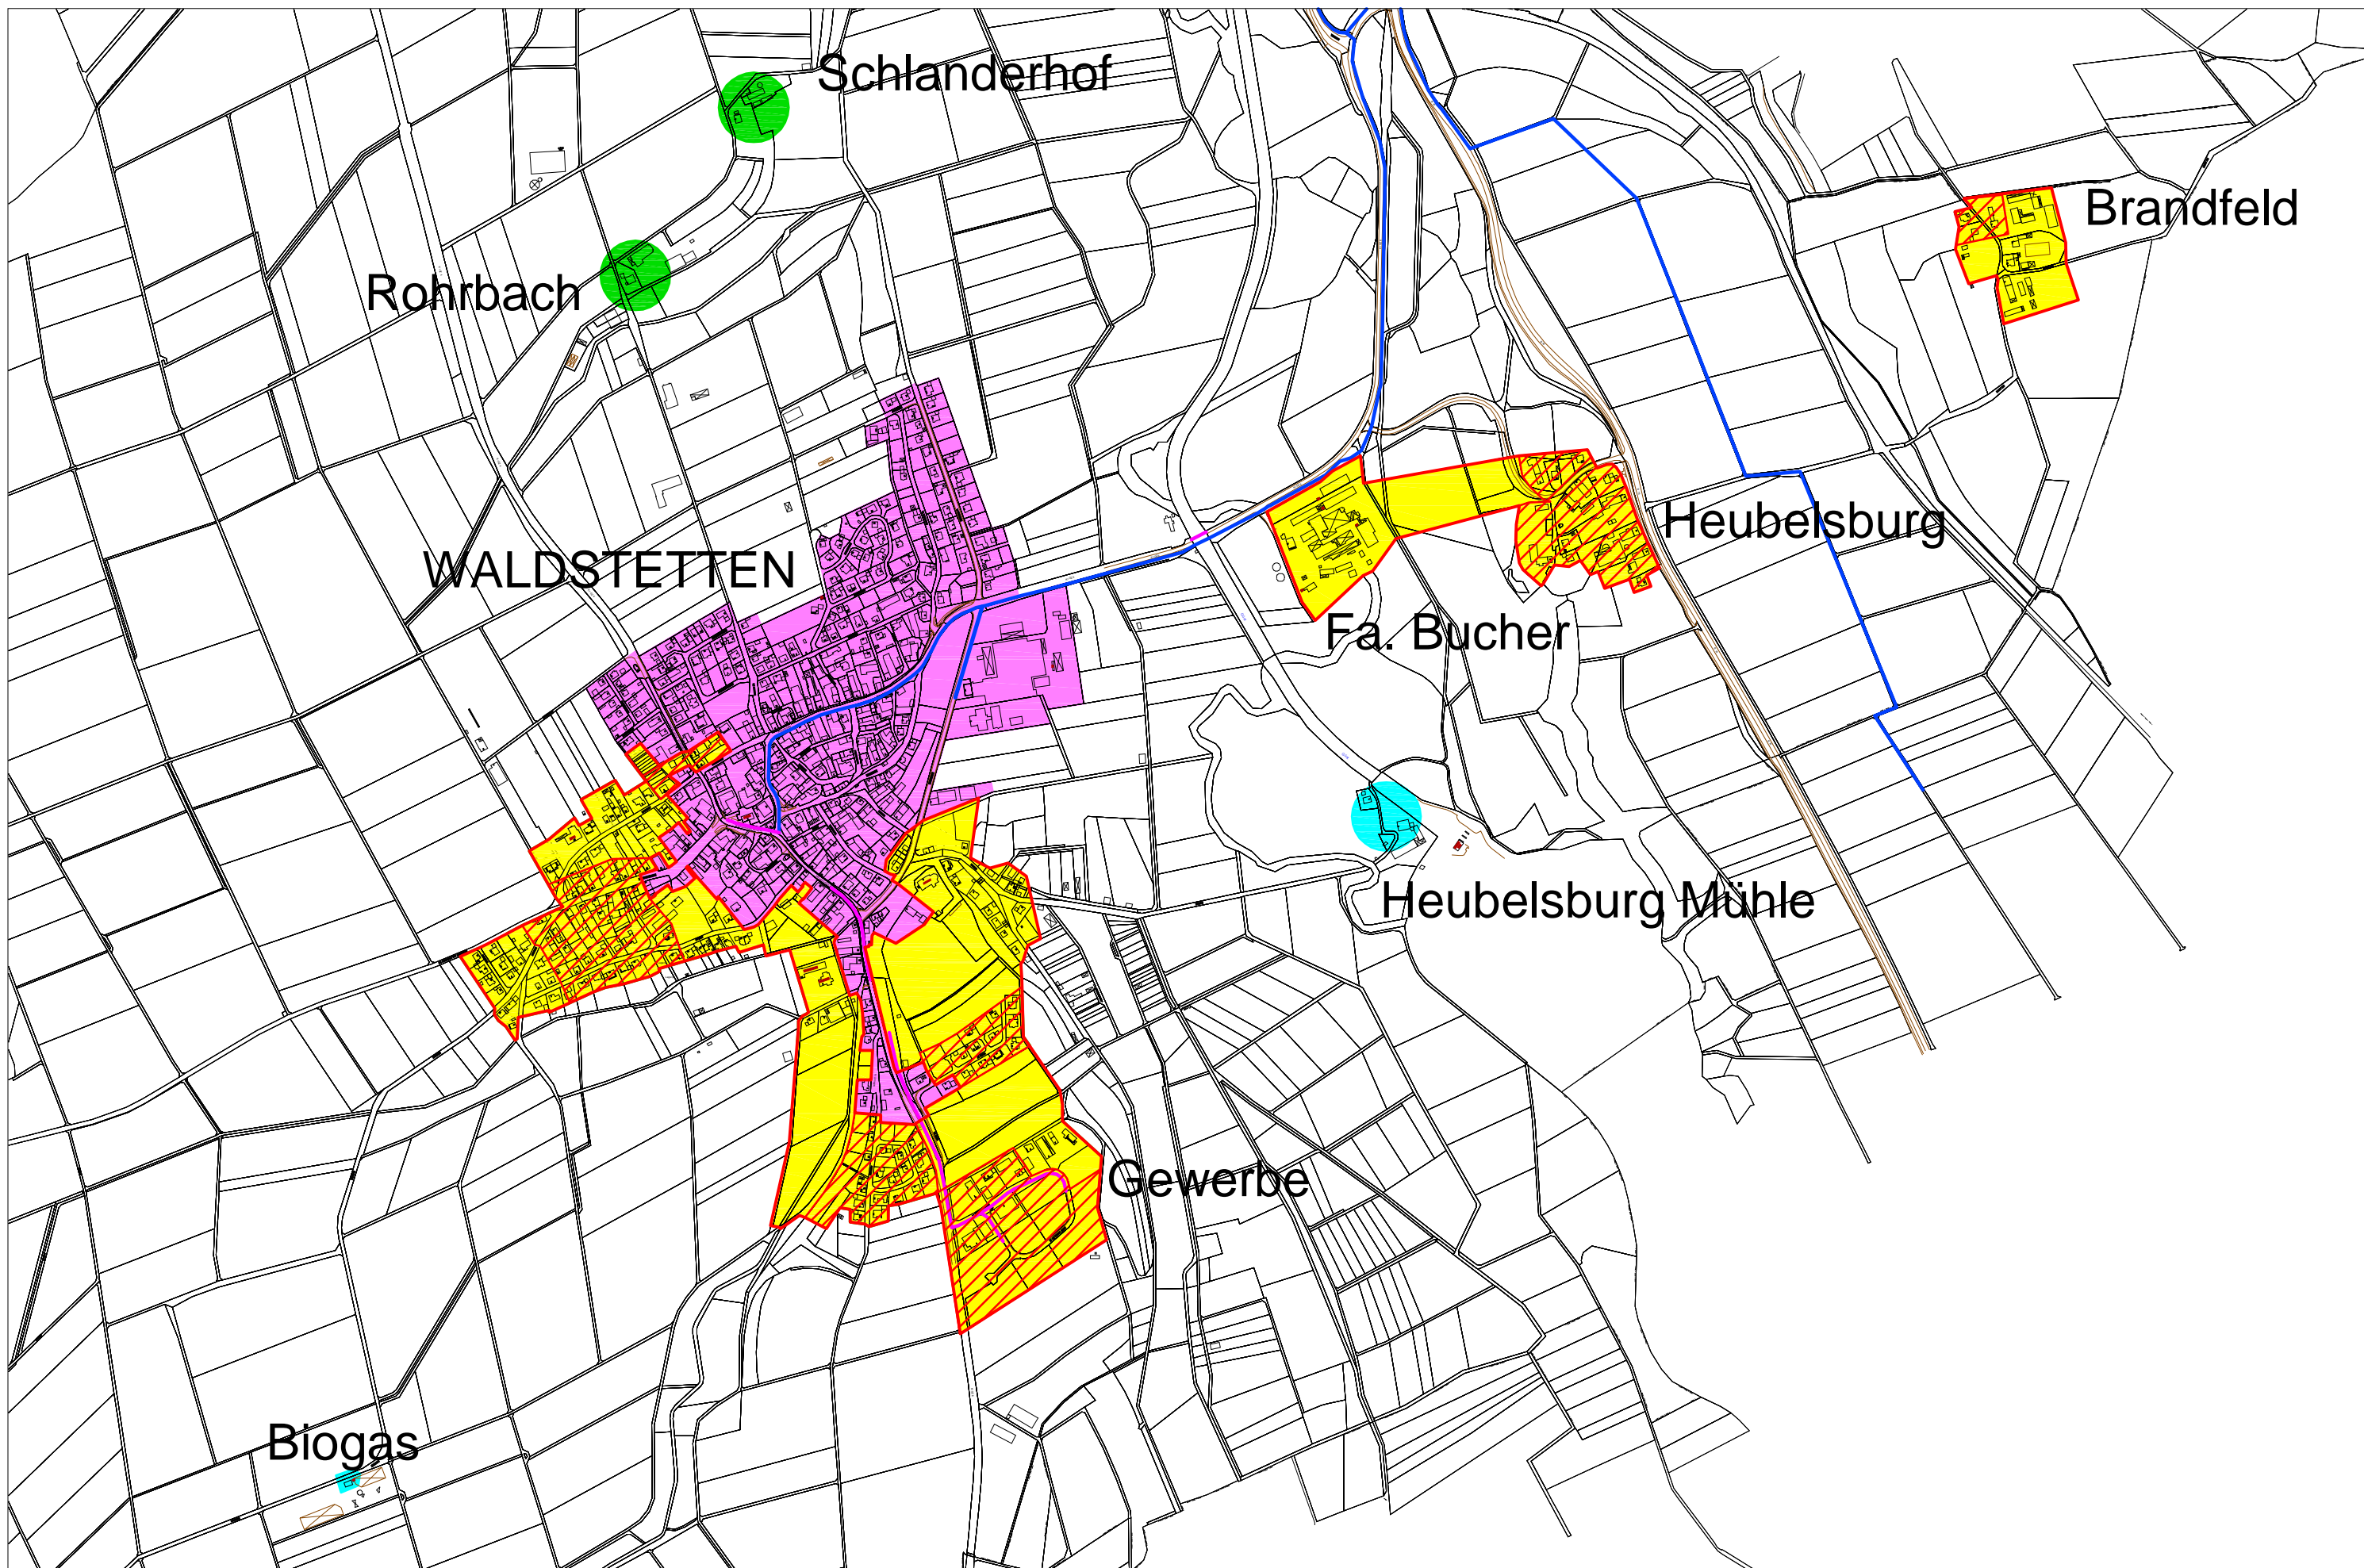 Schlanderhof
Brandfeld
Rohrbach
Heubelsburg
WALDSTETTEN
Fa. Bucher
Heubelsburg Mühle
Gewerbe
Biogas